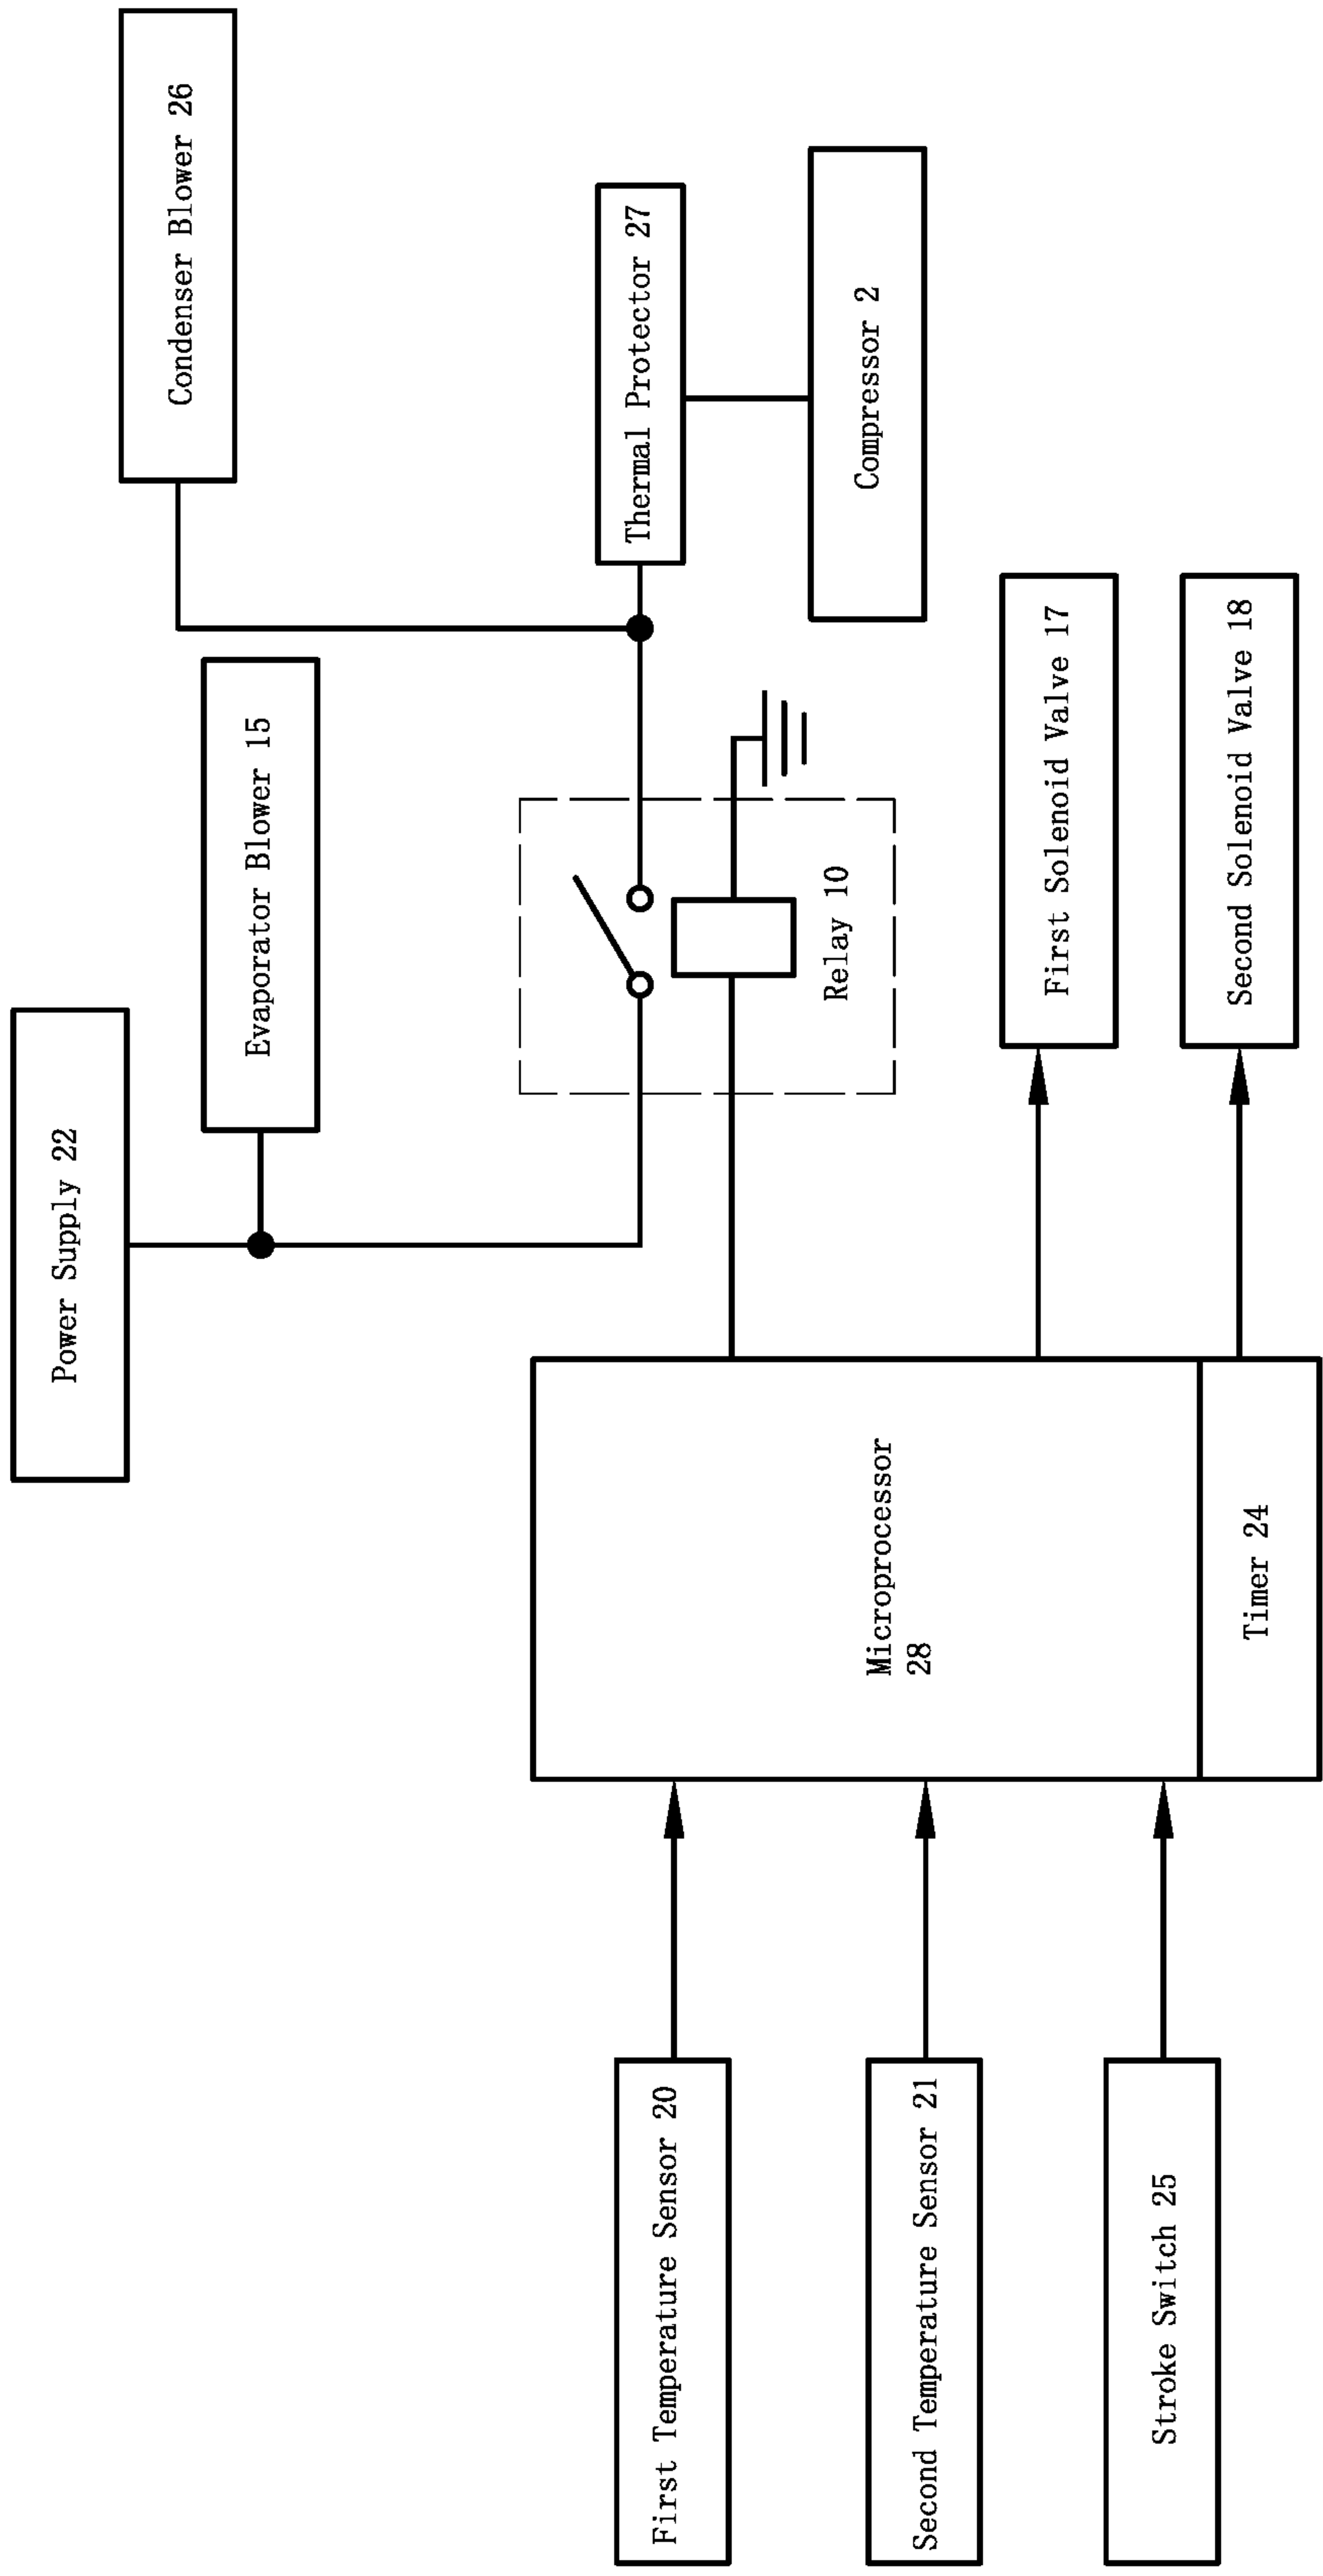 Power Supply 22
Evaporator Blower 15
Condenser Blower 26
Thermal Protector 27
Compressor 2
Relay 10
First Temperature Sensor 20
Second Temperature Sensor 21
Stroke Switch 25
Microprocessor
28
Timer 24
First Solenoid Valve 17
Second Solenoid Valve 18